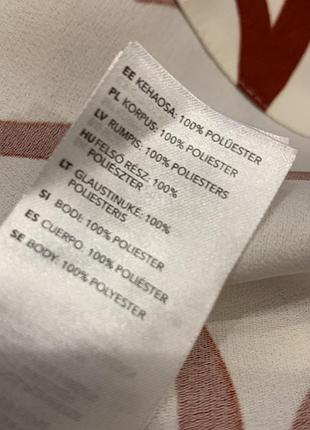 EE KEHAOSA: 100% POLÜESTER
PL KORPUS: 100% POLIESTER
LV RUMPIS: 100% POLIESTERS
HU FELSŐ RÉSZ: 100%
POLIÉSZTER
LT GLAUSTINUKE: 100%
POLIESTERIS
SI BODI: 100% POLIESTER
ES CUERPO: 100% POLIÉSTER
SE BODY: 100% POLYESTER